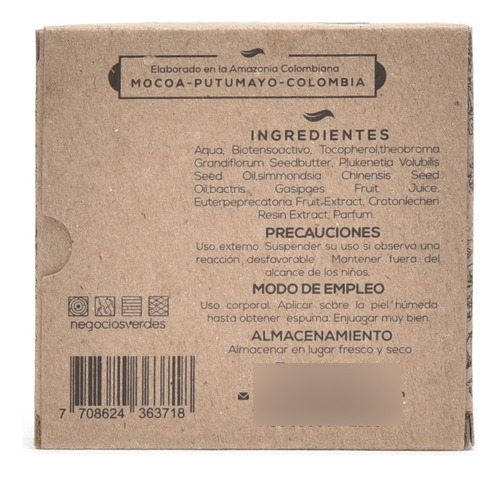 Elaborado en la Amazonia Colombiana
MOCOA-PUTUMAYO-COLOMBIA
INGREDIENTES
Aqua, Biotensoactivo, Tocopherol,theobroma
Grandiflorum Seedbutter, Plukenetia Volubilis
Seed Oil,simmondsia Chinensis Seed
Oil,bactris Gasipaes Fruit Juice,
Euterpeprecatoria Fruit Extract, Crotonlecheri
Resin Extract, Parfum.
PRECAUCIONES
Uso externo. Suspender su uso si observa una
reacción desfavorable. Mantener fuera del
alcance de los niños.
MODO DE EMPLEO
Uso corporal. Aplicar sobre la piel húmeda
hasta obtener espuma. Enjuagar muy bien.
ALMACENAMIENTO
Almacenar en lugar fresco y seco
negociosverdes
7 708624 363718